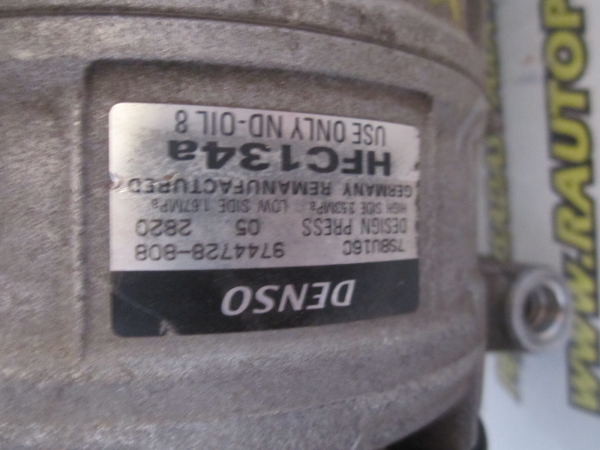 DENSO
7SBU16C 9744728-808
DESIGN PRESS 05 2820
HIGH SIDE 3.53MPa LOW SIDE 1.67MPa
GERMANY REMANUFACTURED
HFC134a
USE ONLY ND-OIL 8
www.RAUTOP